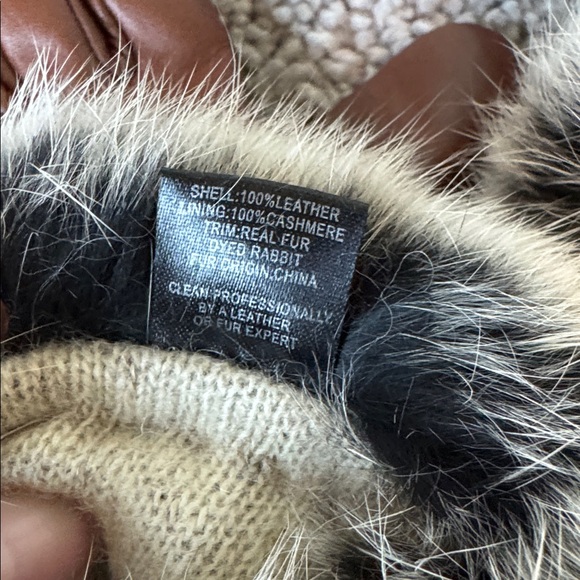 SHELL:100%LEATHER
LINING:100%CASHMERE
TRIM:REAL FUR
DYED RABBIT
FUR ORIGIN:CHINA
CLEAN:PROFESSIONALLY
BY A LEATHER
OF FUR EXPERT